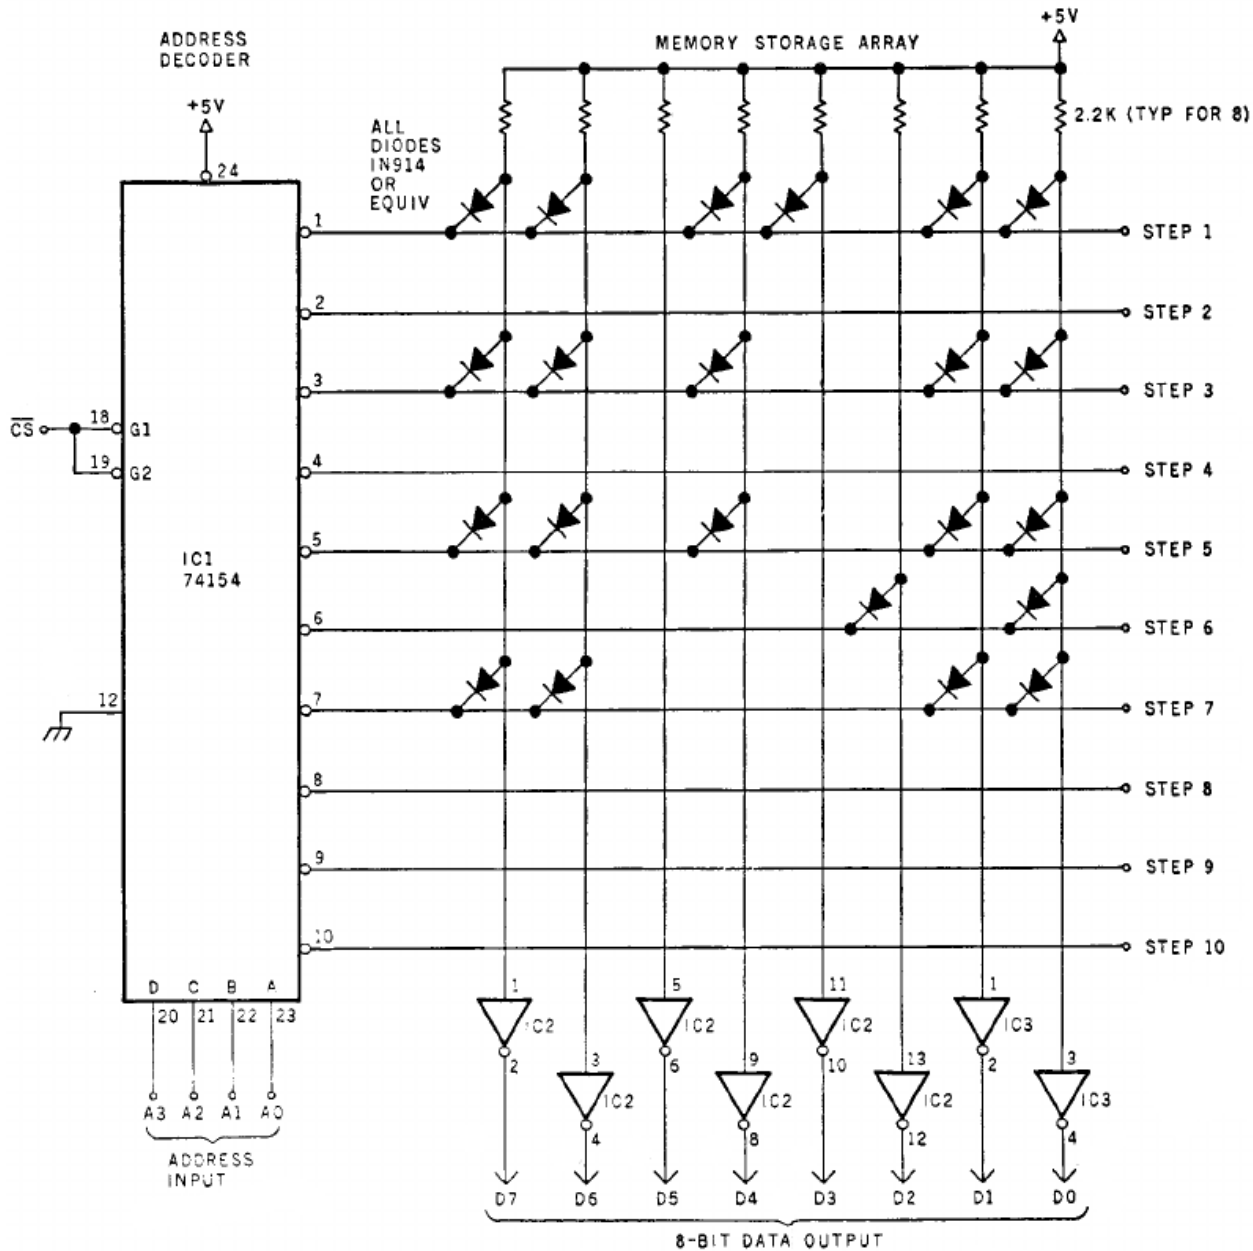 ADDRESS
DECODER
+5V
24
ALL
DIODES
IN914
OR
EQUIV
MEMORY STORAGE ARRAY
+5V
2.2K (TYP FOR 8)
1
STEP 1
2
STEP 2
3
STEP 3
CS
18
G1
19
G2
4
STEP 4
5
STEP 5
IC1
74154
6
STEP 6
12
7
STEP 7
8
STEP 8
9
STEP 9
10
STEP 10
D C B A
20 21 22 23
A3 A2 A1 A0
ADDRESS
INPUT
1 5 11 1
IC2 IC2 IC2 IC3
2 3 6 9 10 13 2 3
IC2 IC2 IC2 IC3
4 8 12 4
D7 D6 D5 D4 D3 D2 D1 D0
8-BIT DATA OUTPUT